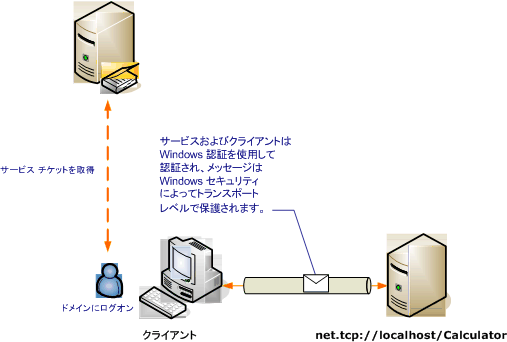 サービスおよびクライアントは
Windows 認証を使用して
認証され、メッセージは
Windows セキュリティ
によってトランスポート
レベルで保護されます。
サービス チケットを取得
ドメインにログオン
クライアント
net.tcp://localhost/Calculator